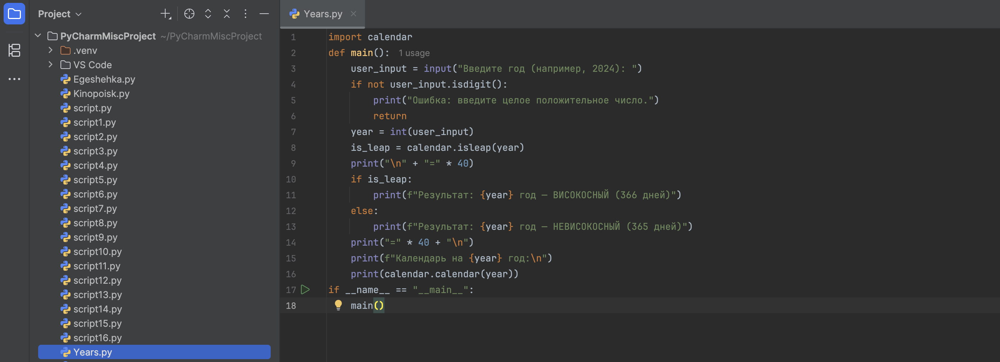 Project
PyCharmMiscProject ~/PyCharmMiscProject
.venv
VS Code
Egeshehka.py
Kinopoisk.py
script.py
script1.py
script2.py
script3.py
script4.py
script5.py
script6.py
script7.py
script8.py
script9.py
script10.py
script11.py
script12.py
script13.py
script14.py
script15.py
script16.py
Years.py
Years.py
1 import calendar
2 def main(): 1 usage
3     user_input = input("Введите год (например, 2024): ")
4     if not user_input.isdigit():
5         print("Ошибка: введите целое положительное число.")
6         return
7     year = int(user_input)
8     is_leap = calendar.isleap(year)
9     print("\n" + "=" * 40)
10     if is_leap:
11         print(f"Результат: {year} год — ВИСОКОСНЫЙ (366 дней)")
12     else:
13         print(f"Результат: {year} год — НЕВИСОКОСНЫЙ (365 дней)")
14     print("=" * 40 + "\n")
15     print(f"Календарь на {year} год:\n")
16     print(calendar.calendar(year))
17 if __name__ == "__main__":
18     main()